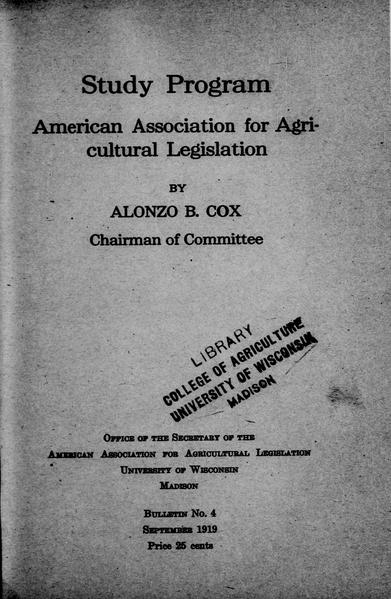 Study Program
American Association for Agri-
cultural Legislation
BY
ALONZO B. COX
Chairman of Committee
LIBRARY
COLLEGE OF AGRICULTURE
UNIVERSITY OF WISCONSIN
MADISON
OFFICE OF THE SECRETARY OF THE
AMERICAN ASSOCIATION FOR AGRICULTURAL LEGISLATION
UNIVERSITY OF WISCONSIN
MADISON
BULLETIN NO. 4
SEPTEMBER 1919
Price 25 cents